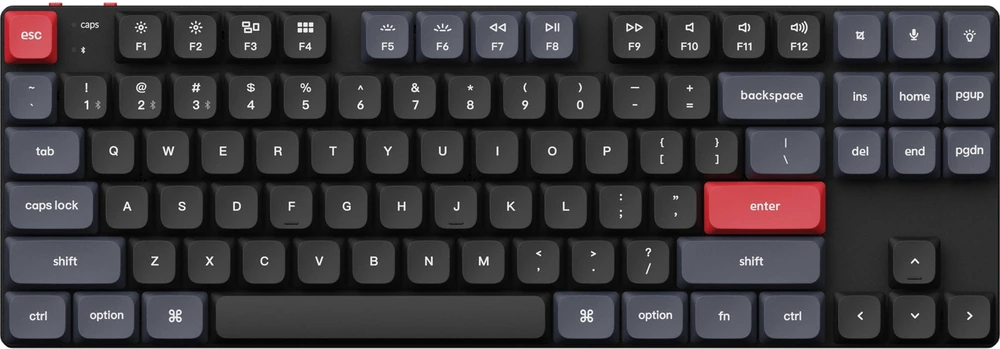 esc caps F1 F2 F3 F4 F5 F6 F7 F8 F9 F10 F11 F12
~ ` ! 1 @ 2 # 3 $ 4 % 5 ^ 6 & 7 * 8 ( 9 ) 0 — - + = backspace ins home pgup
tab Q W E R T Y U I O P { [ } ] | \ del end pgdn
caps lock A S D F G H J K L : ; " , enter
shift Z X C V B N M < , > . ? / shift
ctrl option ⌘ ⌘ option fn ctrl